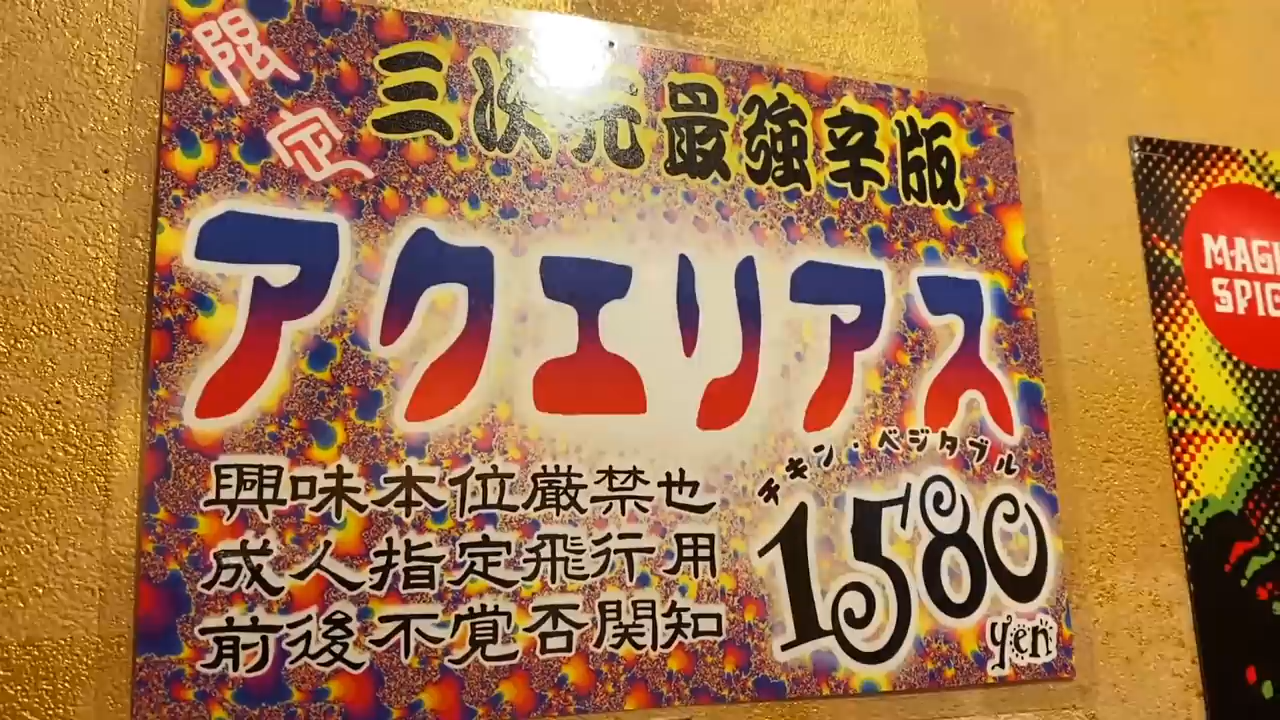 限定
三次元最強辛版
アクエリアス
興味本位厳禁也
成人指定飛行用
前後不覚否関知
チキン・ベジタブル
1580
yen